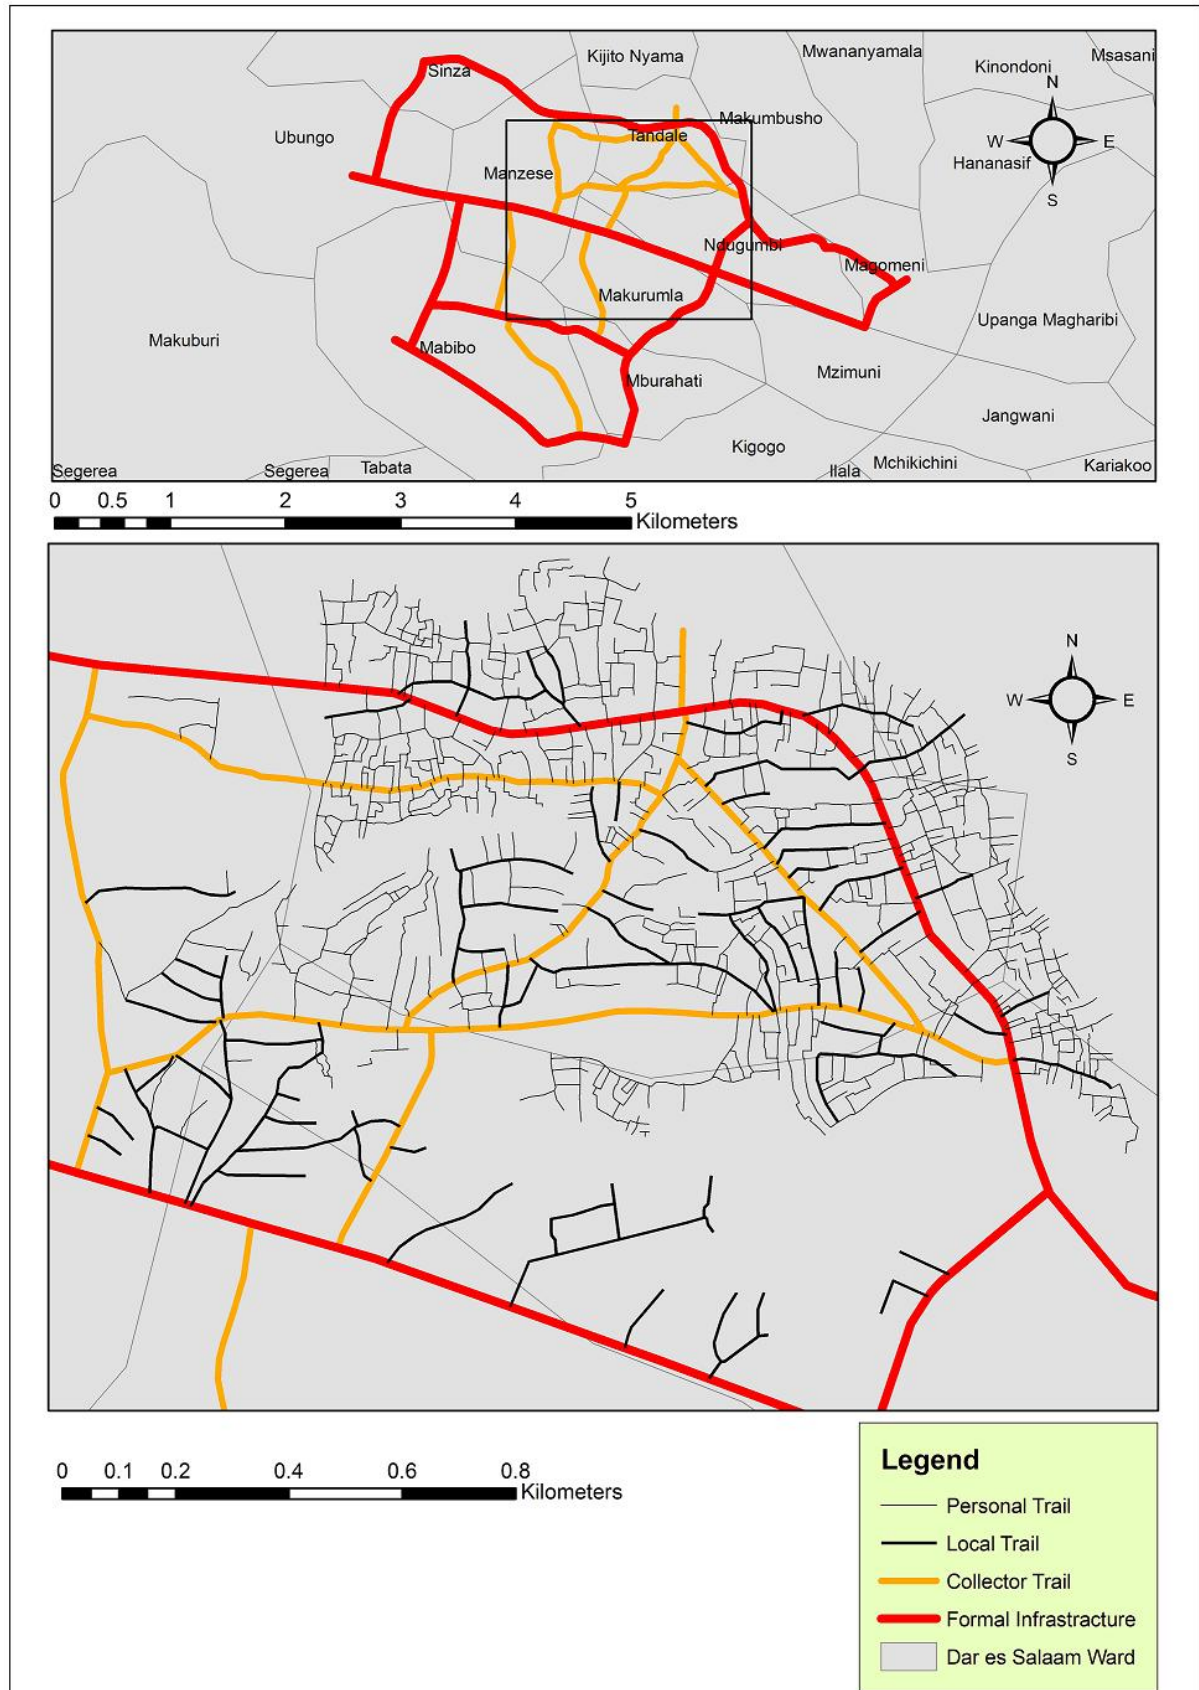 Kijito Nyama
Mwananyamala
Msasani
Kinondoni
Sinza
N
Makumbusho
Ubungo
Tandale
W
E
Hananasif
Manzese
S
Ndugumbi
Magomeni
Makurumla
Upanga Magharibi
Makuburi
Mabibo
Mzimuni
Mburahati
Jangwani
Kigogo
Segerea
Segerea
Tabata
Ilala
Mchikichini
Kariakoo
0 0.5 1 2 3 4 5
Kilometers
N
W
E
S
0 0.1 0.2 0.4 0.6 0.8
Kilometers
Legend
Personal Trail
Local Trail
Collector Trail
Formal Infrastracture
Dar es Salaam Ward